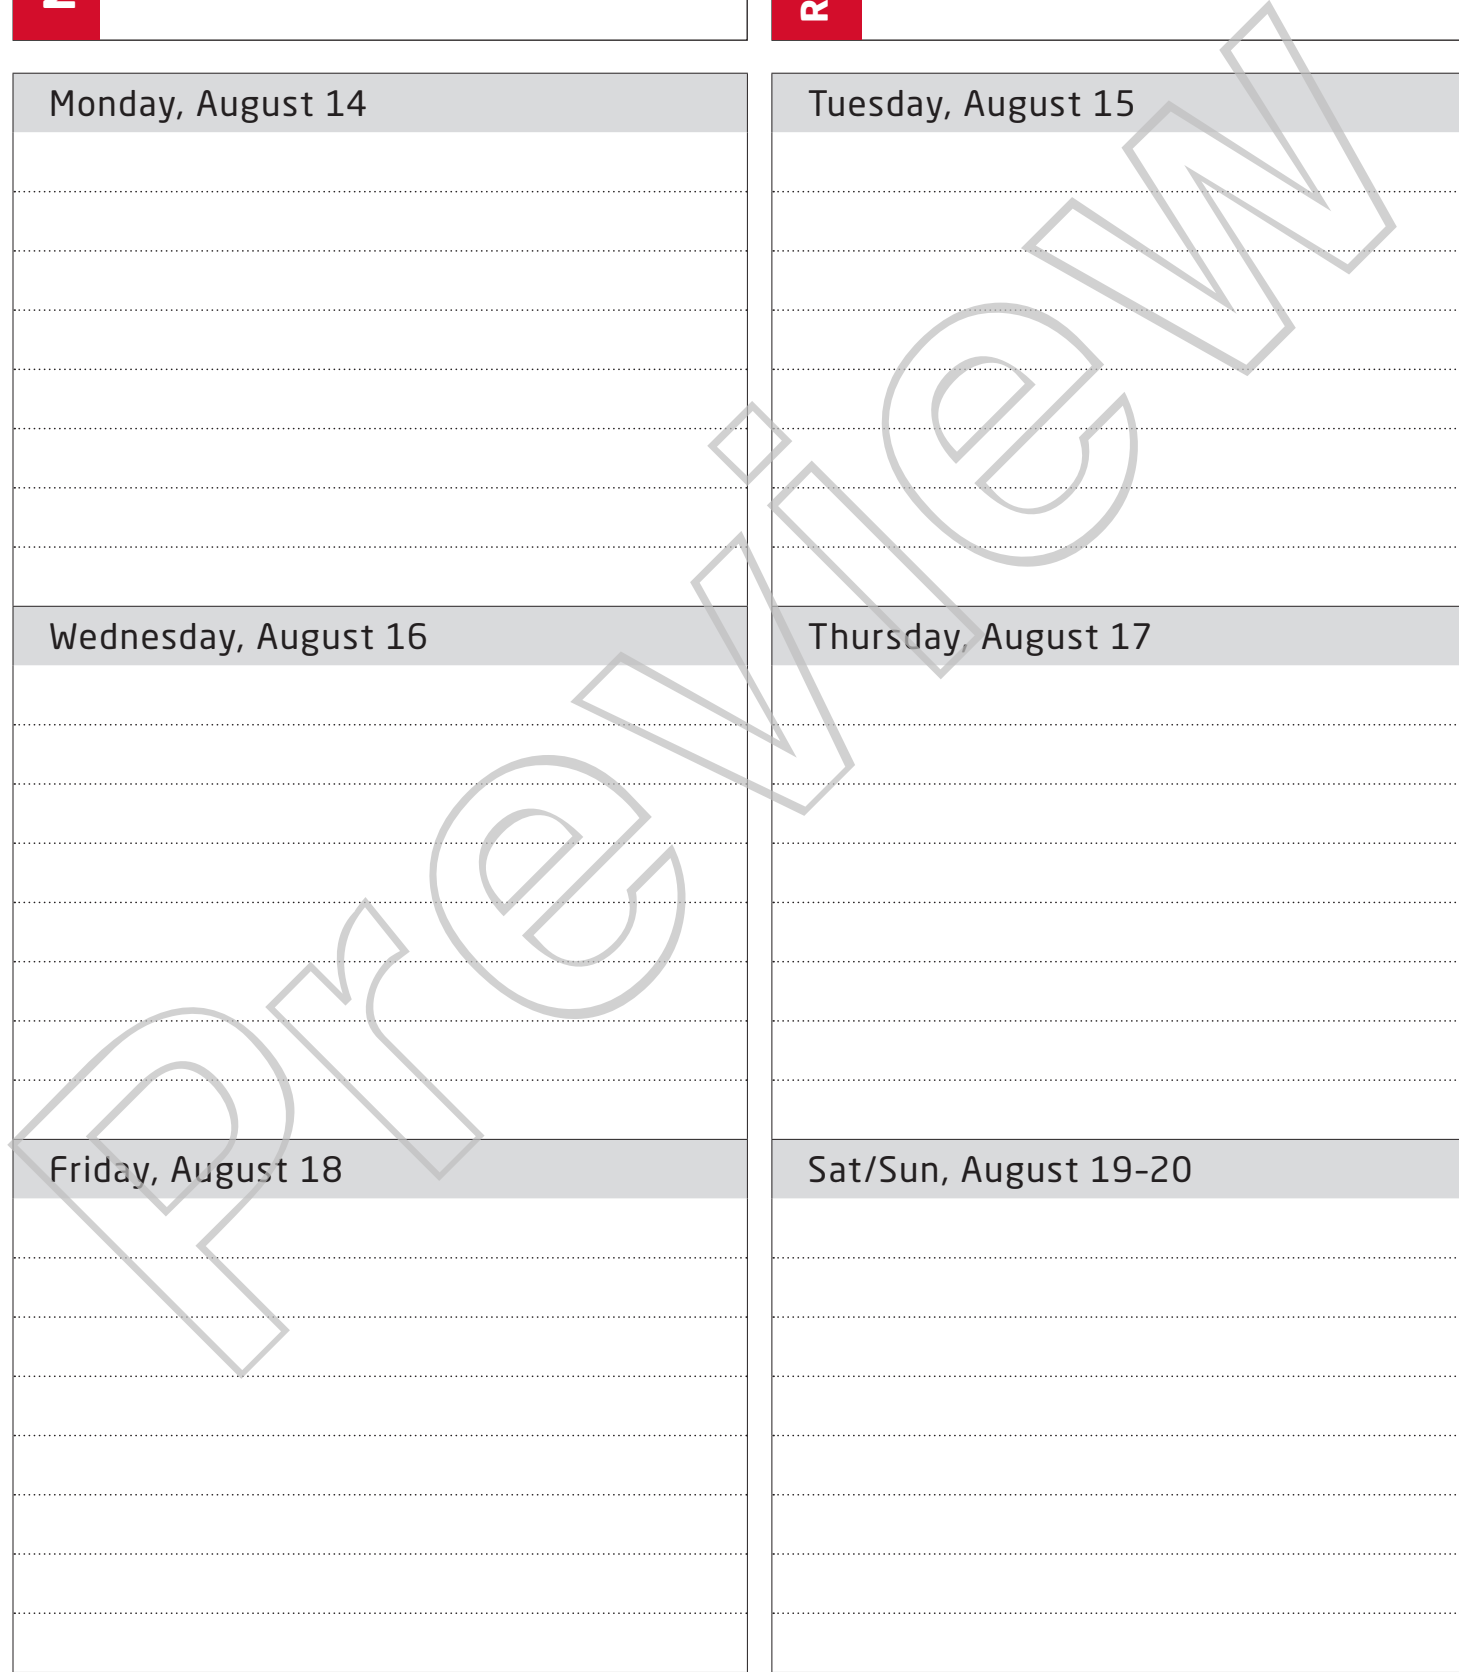 Monday, August 14
Tuesday, August 15
Wednesday, August 16
Thursday, August 17
Friday, August 18
Sat/Sun, August 19–20
Preview